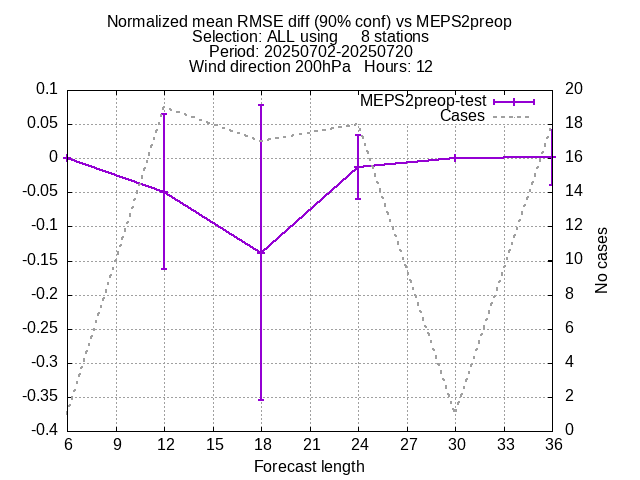 Normalized mean RMSE diff (90% conf) vs MEPS2preop
Selection: ALL using     8 stations
Period: 20250702-20250720
Wind direction 200hPa   Hours: 12
MEPS2preop-test
Cases
0.1
0.05
0
-0.05
-0.1
-0.15
-0.2
-0.25
-0.3
-0.35
-0.4
20
18
16
14
12
10
8
6
4
2
0
No cases
6 9 12 15 18 21 24 27 30 33 36
Forecast length